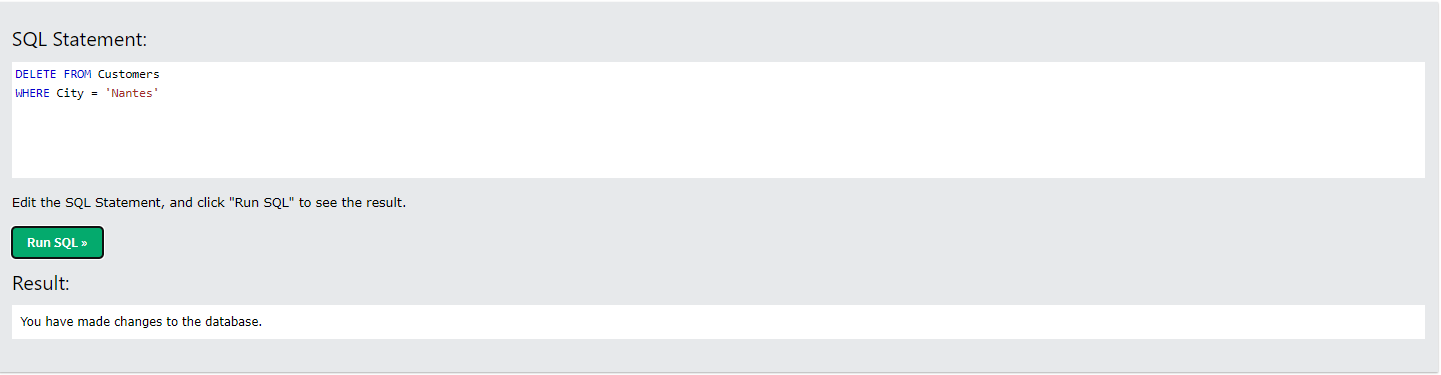 SQL Statement:
DELETE FROM Customers
WHERE City = 'Nantes'
Edit the SQL Statement, and click "Run SQL" to see the result.
Run SQL »
Result:
You have made changes to the database.